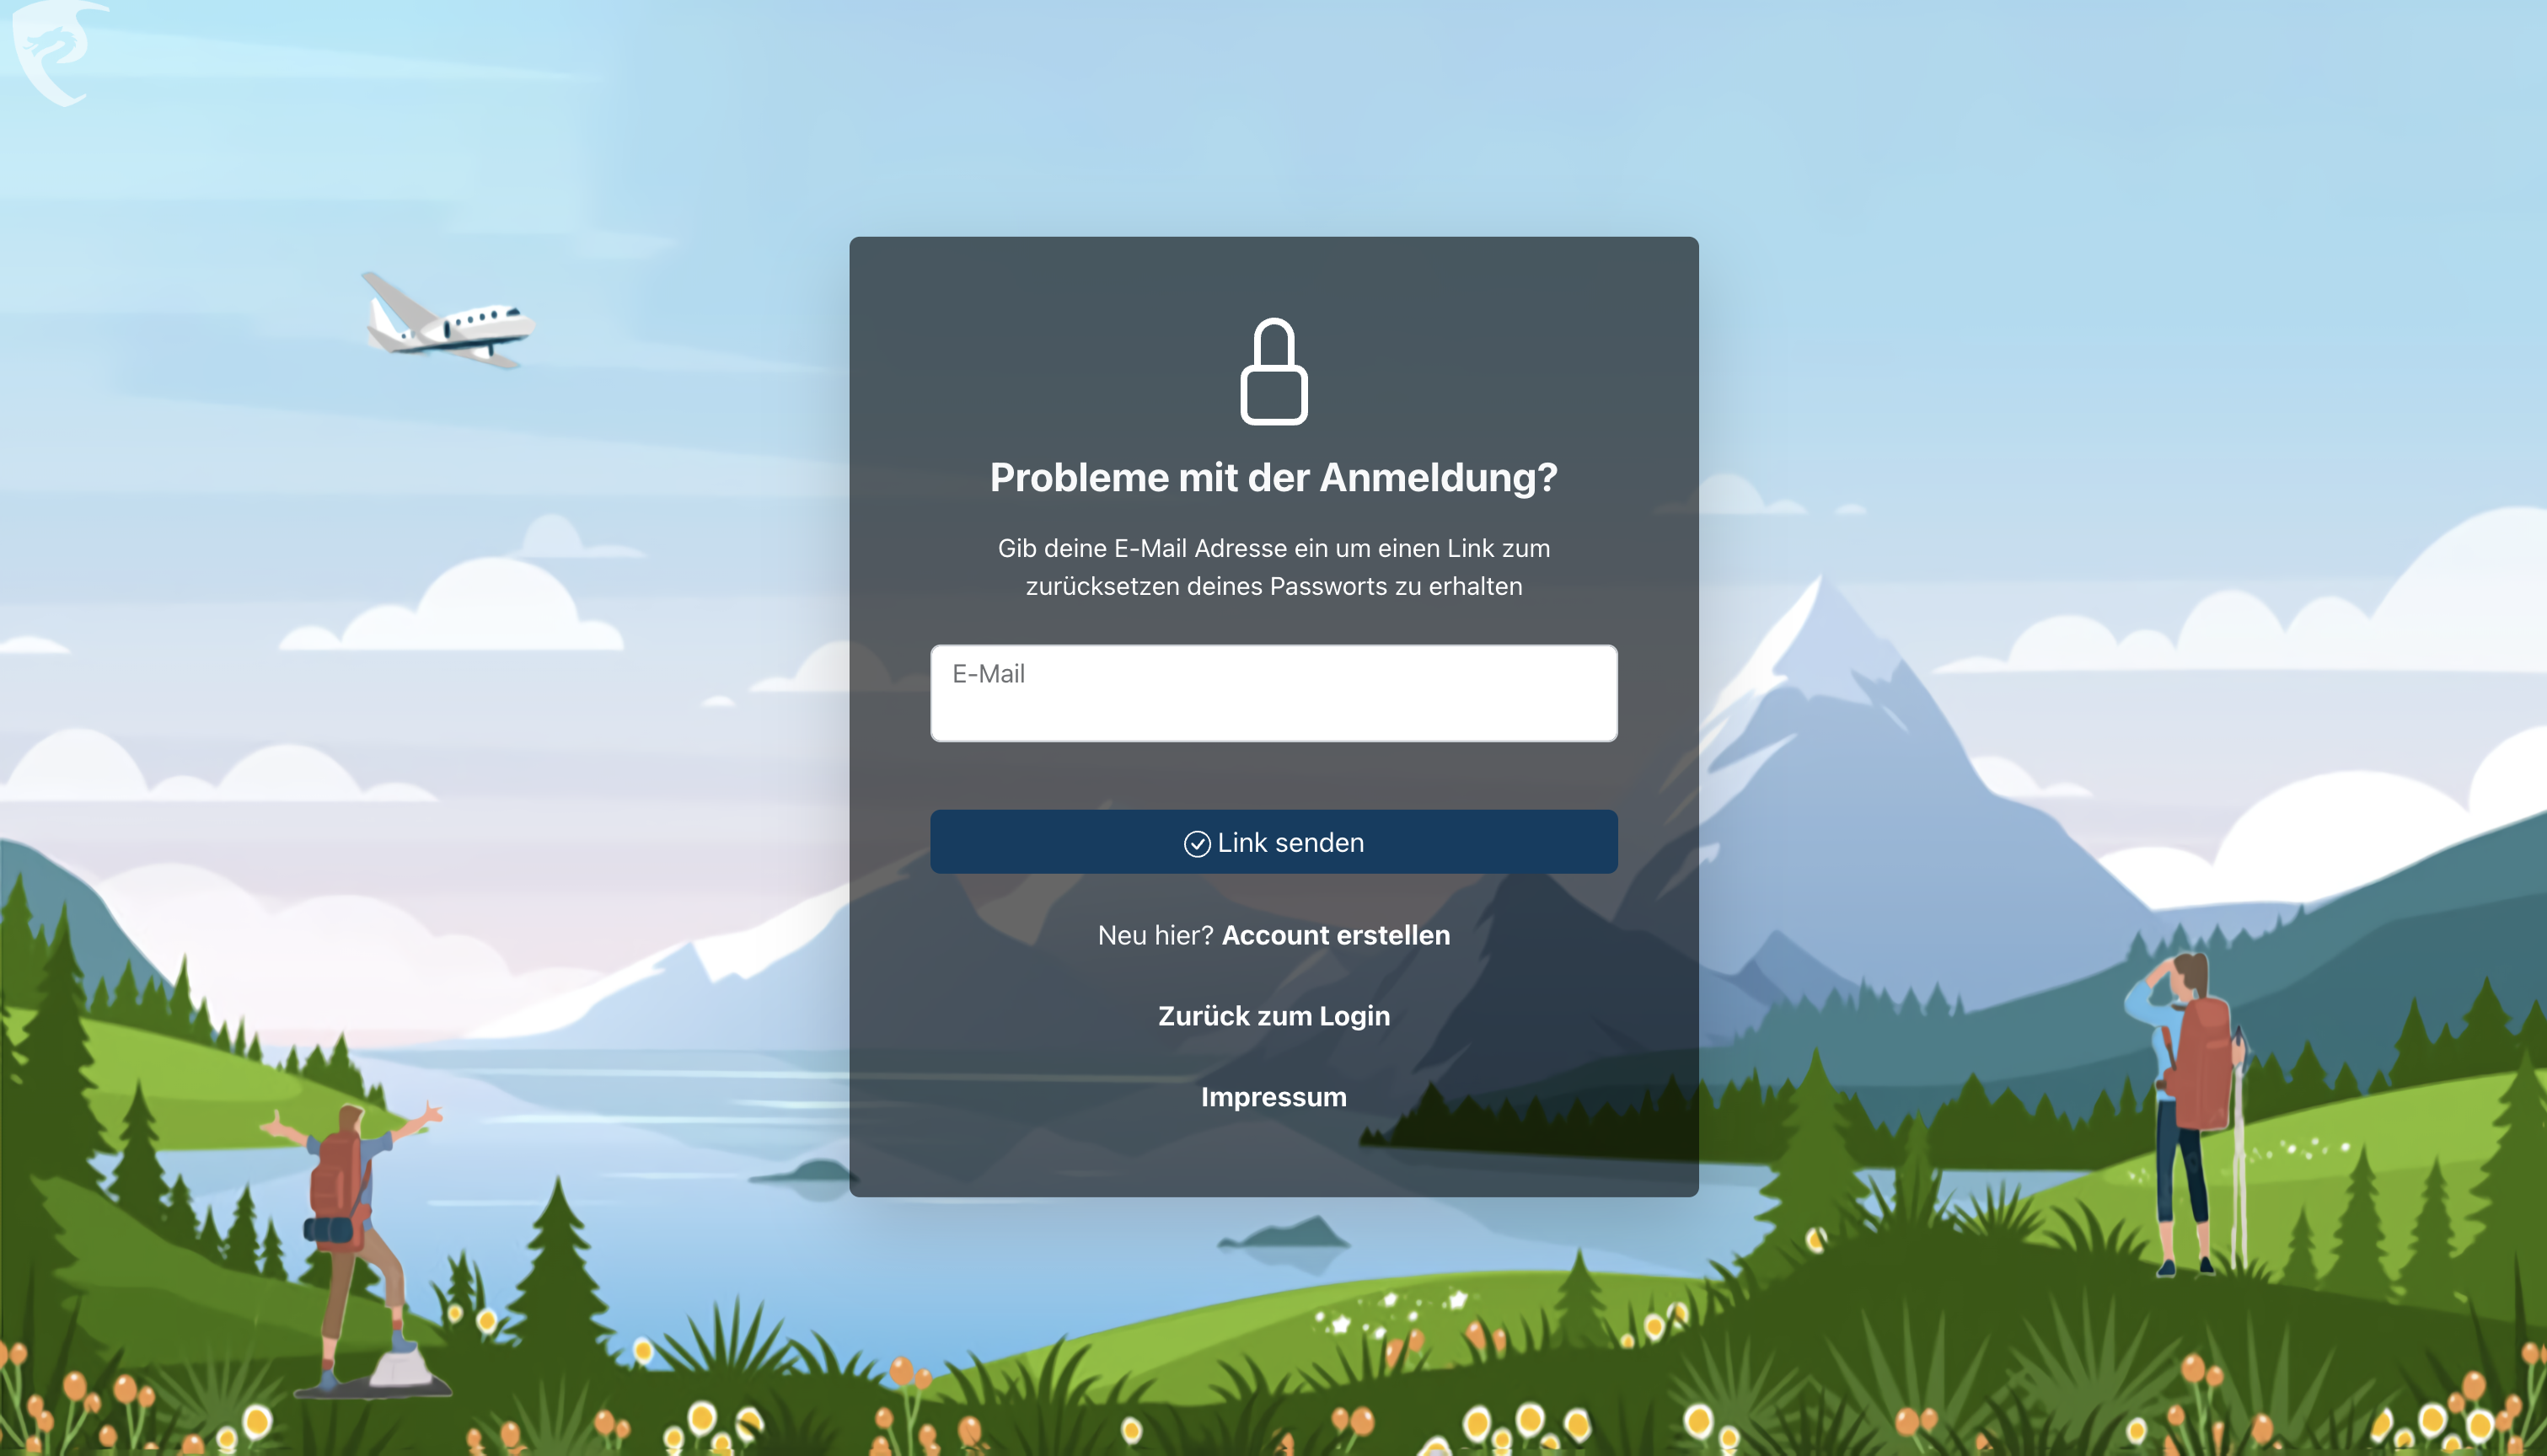 Probleme mit der Anmeldung?
Gib deine E-Mail Adresse ein um einen Link zum
zurücksetzen deines Passworts zu erhalten
E-Mail
Link senden
Neu hier? Account erstellen
Zurück zum Login
Impressum